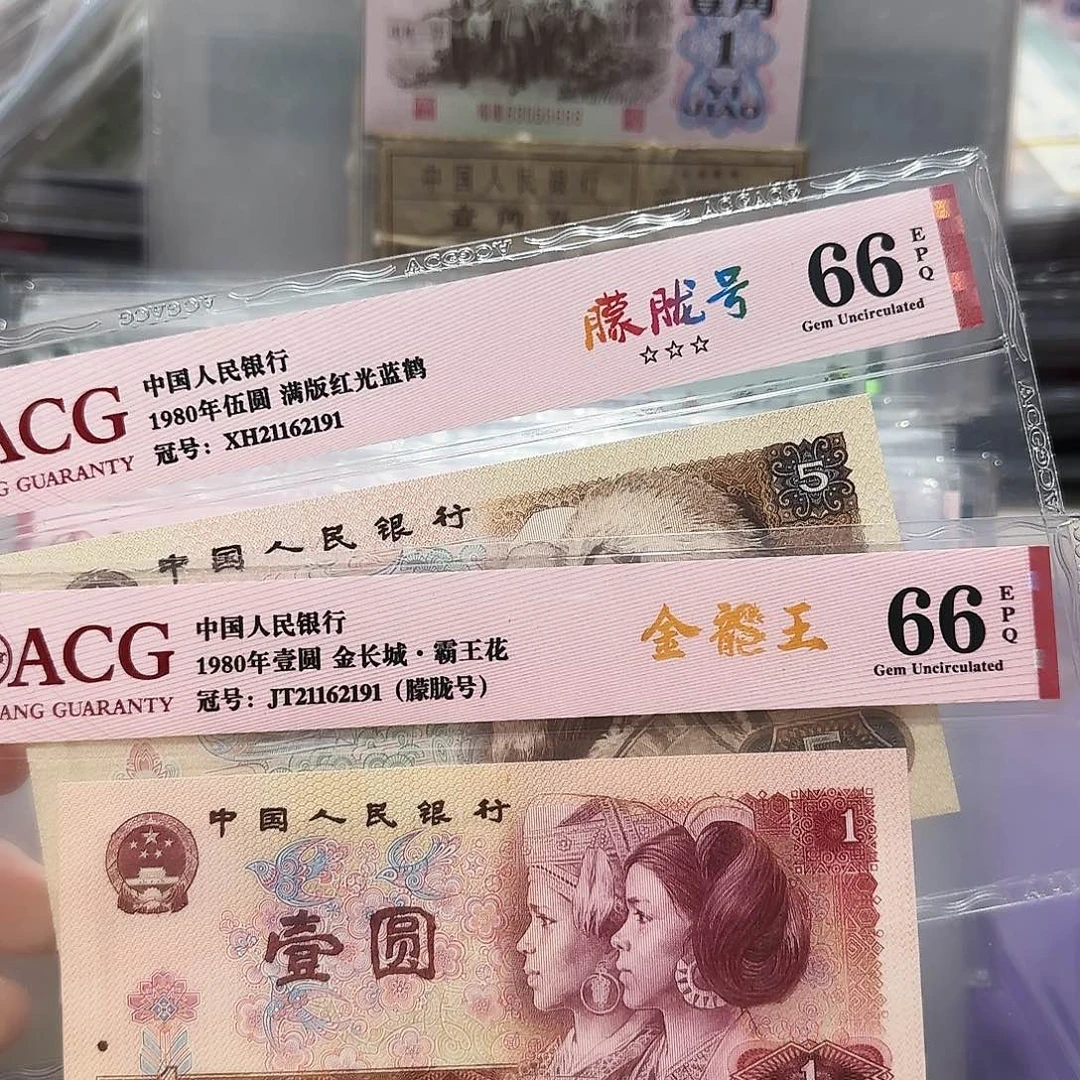 壹角
1
YI
JIAO
中国人民银行
ACG
GUARANTY
中国人民银行
1980年伍圆 满版红光蓝鹤
冠号：XH21162191
朦胧号
☆☆☆
66
EPQ
Gem Uncirculated
中国人民银行
5
ACG
ANG GUARANTY
中国人民银行
1980年壹圆 金长城·霸王花
冠号：JT21162191（朦胧号）
金龍王
66
EPQ
Gem Uncirculated
中国人民银行
1
壹圆
1